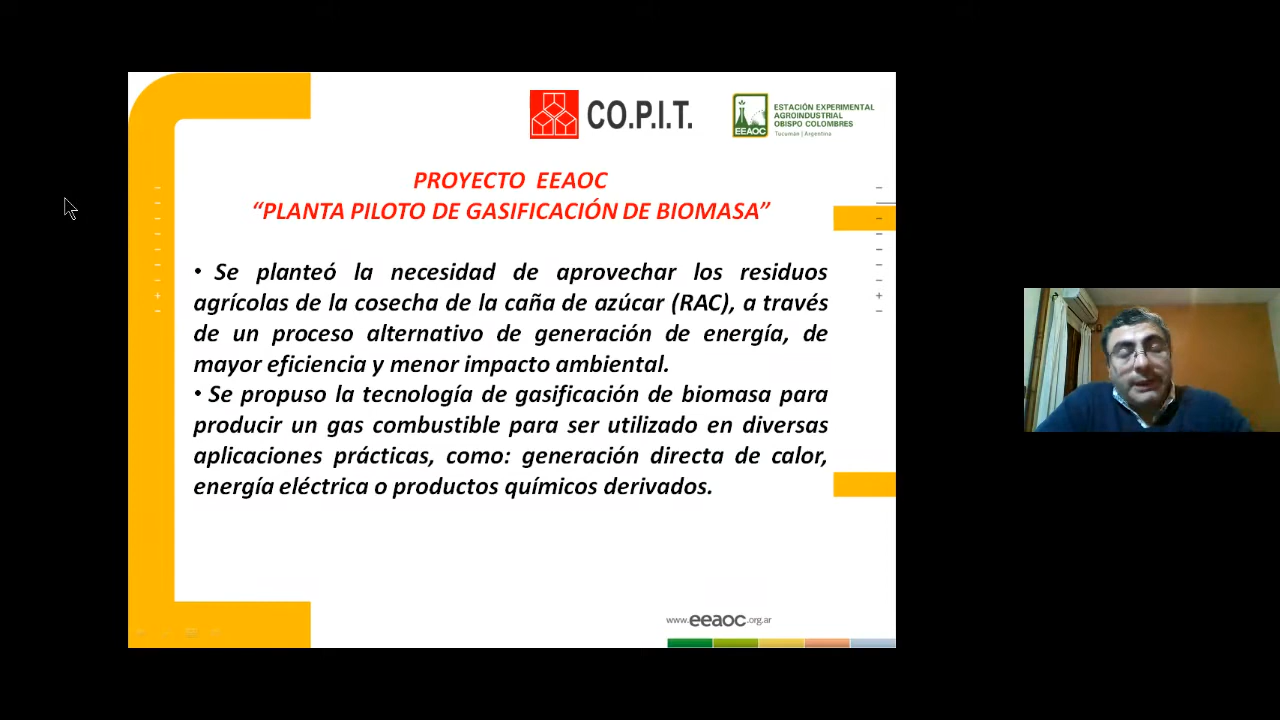 CO.P.I.T.
EEAOC
ESTACIÓN EXPERIMENTAL
AGROINDUSTRIAL
OBISPO COLOMBRES
Tucumán | Argentina
PROYECTO EEAOC
“PLANTA PILOTO DE GASIFICACIÓN DE BIOMASA”
• Se planteó la necesidad de aprovechar los residuos
agrícolas de la cosecha de la caña de azúcar (RAC), a través
de un proceso alternativo de generación de energía, de
mayor eficiencia y menor impacto ambiental.
• Se propuso la tecnología de gasificación de biomasa para
producir un gas combustible para ser utilizado en diversas
aplicaciones prácticas, como: generación directa de calor,
energía eléctrica o productos químicos derivados.
www.eeaoc.org.ar